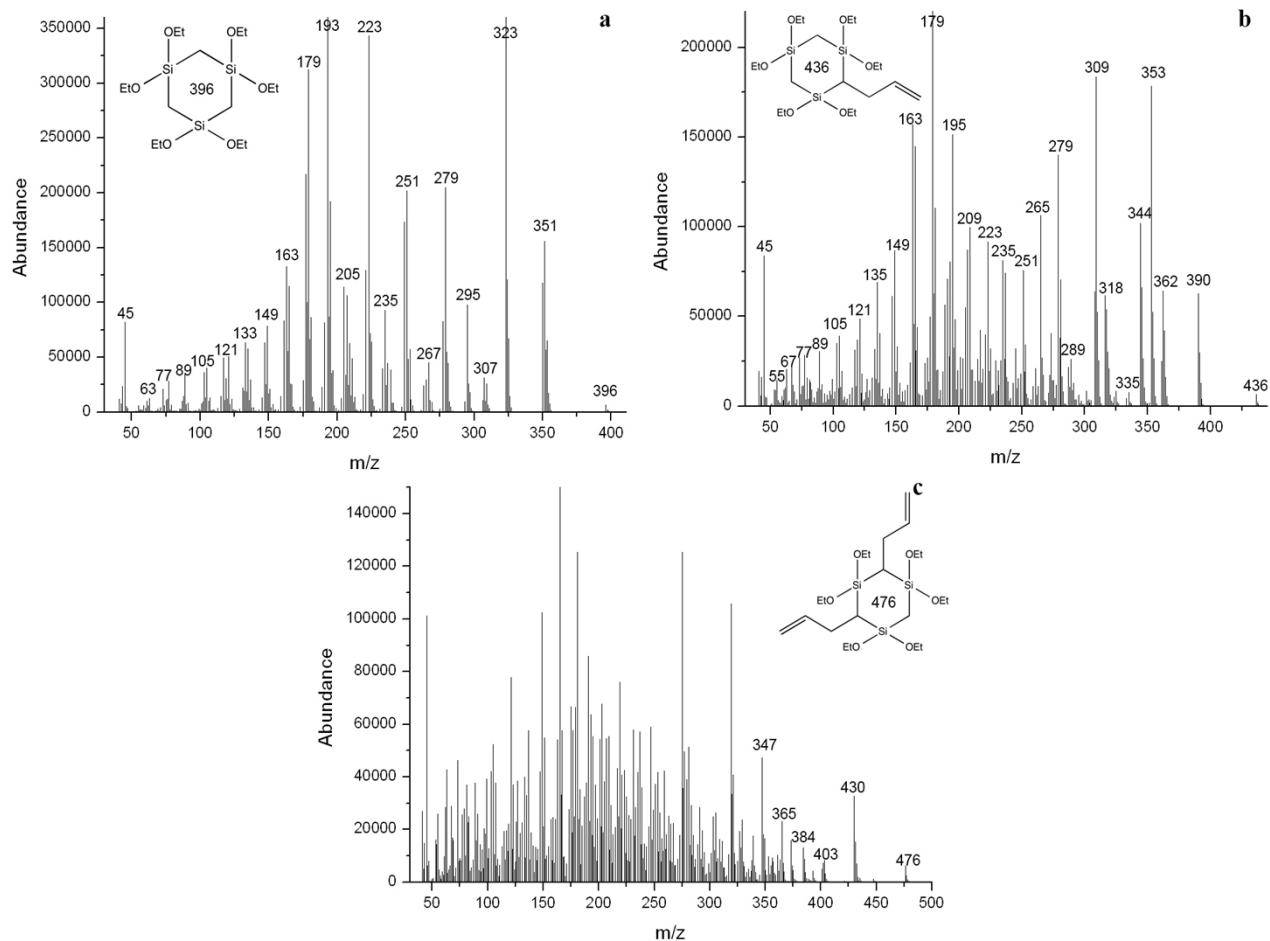 a
350000
300000
250000
200000
150000
100000
50000
0
Abundance
50 100 150 200 250 300 350 400
m/z
OEt OEt
Si Si
EtO OEt
396
Si
EtO OEt
45
63
77
89
105
121
133
149
163
179
193
205
223
235
251
267
279
295
307
323
351
396
b
200000
150000
100000
50000
0
Abundance
50 100 150 200 250 300 350 400
m/z
OEt OEt
Si Si
EtO OEt
436
Si
EtO OEt
45
55
67
77
89
105
121
135
149
163
179
195
209
223
235
251
265
279
289
309
318
335
344
353
362
390
436
c
140000
120000
100000
80000
60000
40000
20000
0
Abundance
50 100 150 200 250 300 350 400 450 500
m/z
OEt OEt
Si Si
EtO OEt
476
Si
EtO OEt
347
365
384
403
430
476